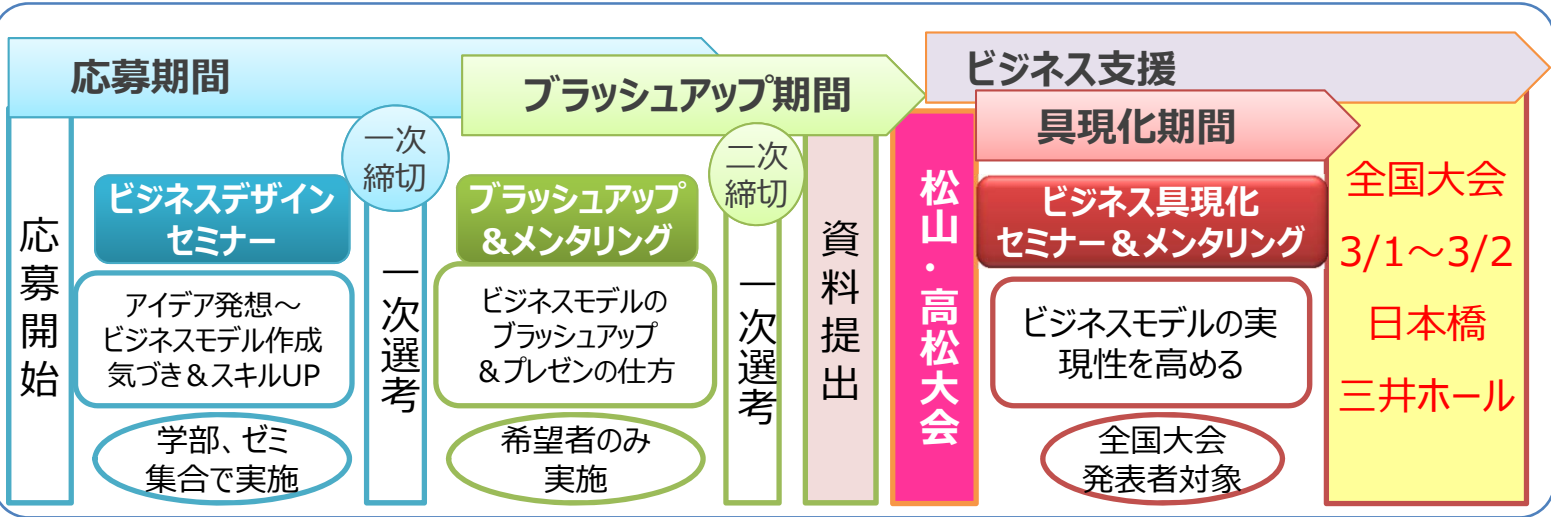 応募期間
ブラッシュアップ期間
ビジネス支援
具現化期間
応募開始
ビジネスデザイン
セミナー
アイデア発想～
ビジネスモデル作成
気づき＆スキルUP
学部、ゼミ
集合で実施
一次
締切
一次選考
ブラッシュアップ
＆メンタリング
ビジネスモデルの
ブラッシュアップ
＆プレゼンの仕方
希望者のみ
実施
二次
締切
一次選考
資料提出
松山・高松大会
ビジネス具現化
セミナー＆メンタリング
ビジネスモデルの実
現性を高める
全国大会
発表者対象
全国大会
3/1～3/2
日本橋
三井ホール